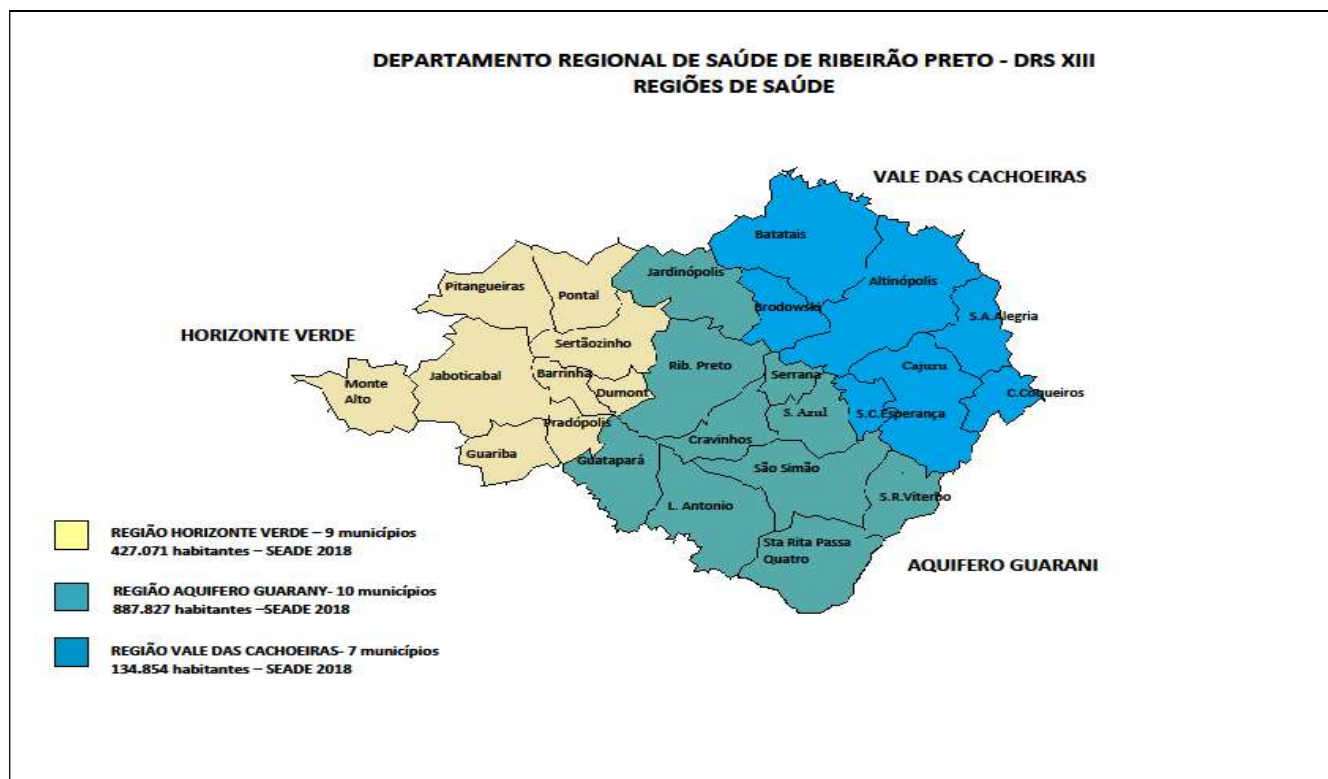 DEPARTAMENTO REGIONAL DE SAÚDE DE RIBEIRÃO PRETO - DRS XIII
REGIÕES DE SAÚDE
VALE DAS CACHOEIRAS
Batatais
Jardinópolis
Altinópolis
Pitangueiras
Pontal
Brodowski
S.A.Alegria
HORIZONTE VERDE
Sertãozinho
Rib. Preto
Serrana
Cajuru
Monte
Alto
Jaboticabal
Barrinha
Dumont
C.Coqueiros
S. Azul
S.C.Esperança
Pradópolis
Cravinhos
Guariba
Guatapará
São Simão
S.R.Viterbo
L. Antonio
Sta Rita Passa
Quatro
AQUIFERO GUARANI
REGIÃO HORIZONTE VERDE – 9 municípios
427.071 habitantes – SEADE 2018
REGIÃO AQUIFERO GUARANY- 10 municípios
887.827 habitantes –SEADE 2018
REGIÃO VALE DAS CACHOEIRAS- 7 municípios
134.854 habitantes – SEADE 2018